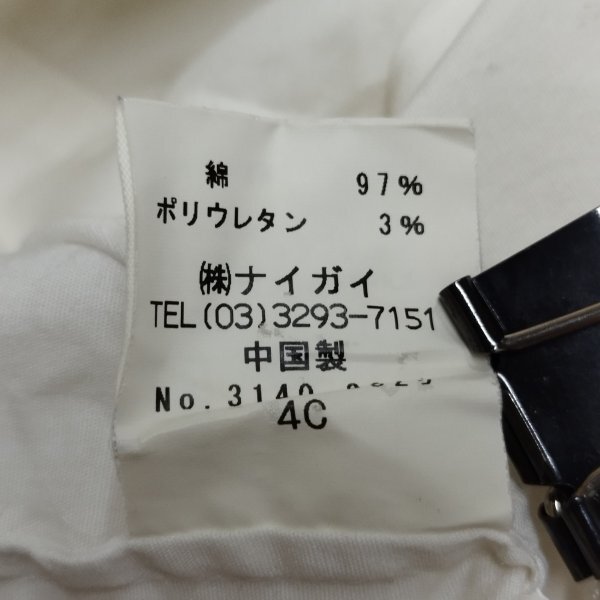 綿 97%
ポリウレタン 3%
㈱ナイガイ
TEL(03)3293-7151
中国製
No.3140
4C